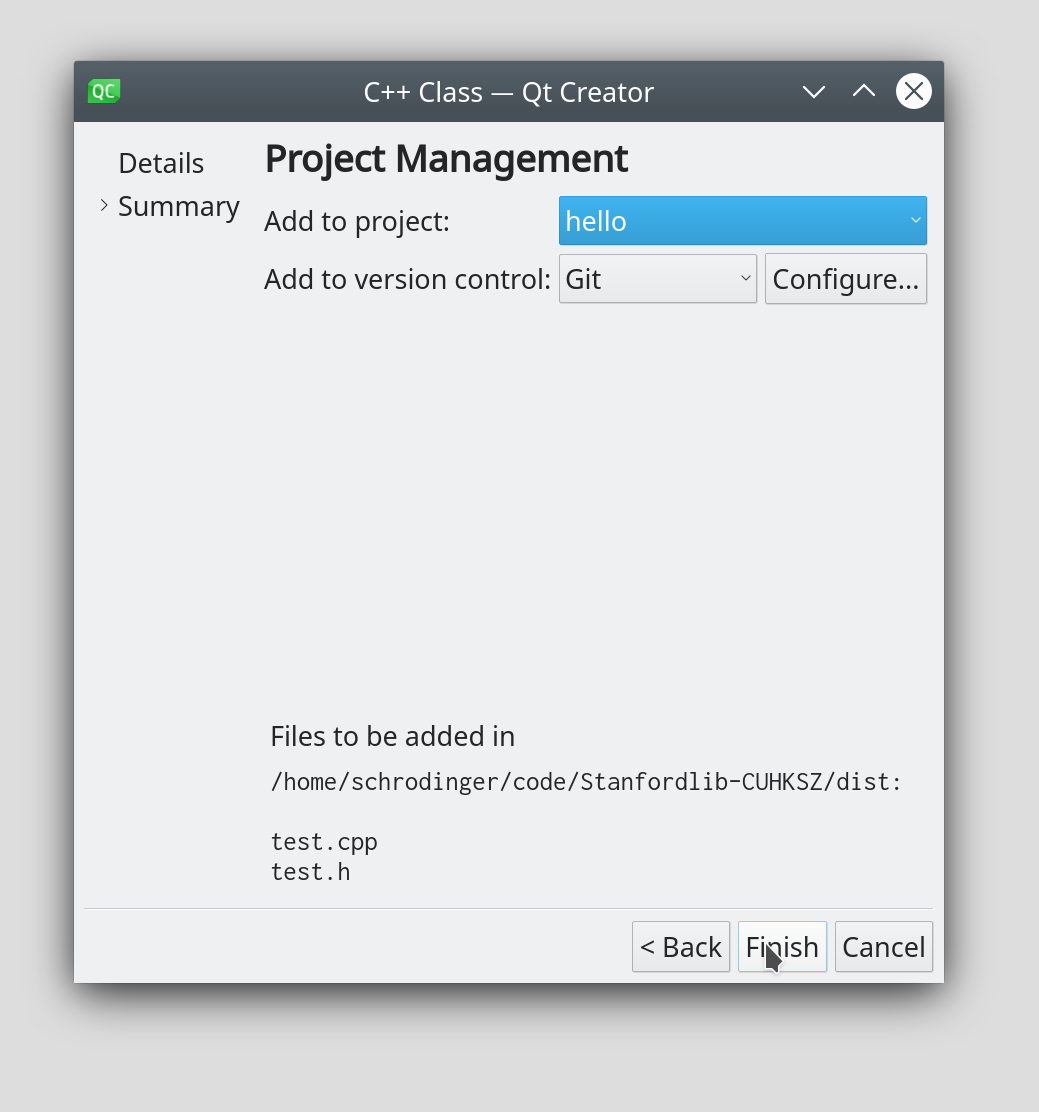 QC C++ Class — Qt Creator
Details
Summary
Project Management
Add to project: hello
Add to version control: Git Configure...
Files to be added in
/home/schrodinger/code/Stanfordlib-CUHKSZ/dist:
test.cpp
test.h
< Back Finish Cancel